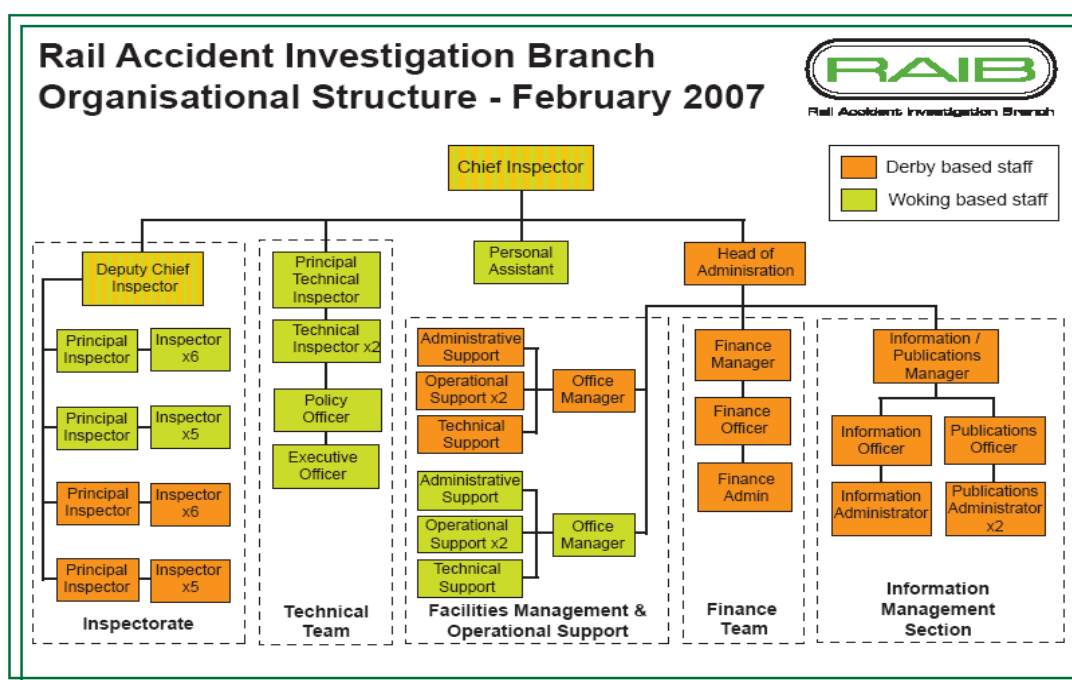 Rail Accident Investigation Branch
Organisational Structure - February 2007
RAIB
Rail Accident Investigation Branch
Derby based staff
Woking based staff
Chief Inspector
Deputy Chief
Inspector
Principal
Technical
Inspector
Personal
Assistant
Head of
Adminisration
Principal
Inspector
Inspector
x6
Principal
Inspector
Inspector
x5
Principal
Inspector
Inspector
x6
Principal
Inspector
Inspector
x5
Inspectorate
Technical
Inspector x2
Policy
Officer
Executive
Officer
Technical
Team
Administrative
Support
Operational
Support x2
Technical
Support
Office
Manager
Administrative
Support
Operational
Support x2
Technical
Support
Office
Manager
Facilities Management &
Operational Support
Finance
Manager
Finance
Officer
Finance
Admin
Finance
Team
Information /
Publications
Manager
Information
Officer
Publications
Officer
Information
Administrator
Publications
Administrator
x2
Information
Management
Section